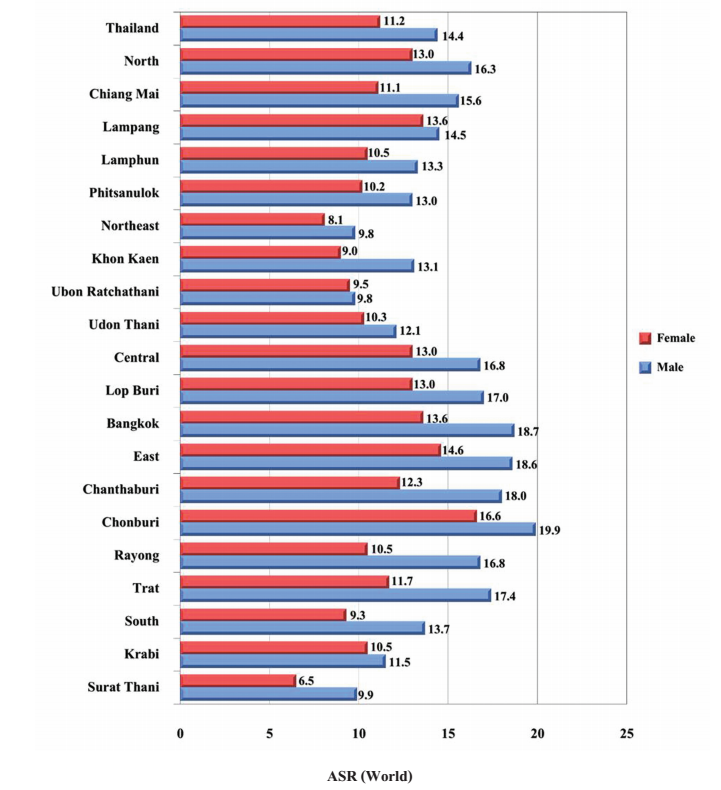 Thailand 11.2
14.4
North 13.0
16.3
Chiang Mai 11.1
15.6
Lampang 13.6
14.5
Lamphun 10.5
13.3
Phitsanulok 10.2
13.0
Northeast 8.1
9.8
Khon Kaen 9.0
13.1
Ubon Ratchathani 9.5
9.8
Udon Thani 10.3
12.1
Central 13.0
16.8
Lop Buri 13.0
17.0
Bangkok 13.6
18.7
East 14.6
18.6
Chanthaburi 12.3
18.0
Chonburi 16.6
19.9
Rayong 10.5
16.8
Trat 11.7
17.4
South 9.3
13.7
Krabi 10.5
11.5
Surat Thani 6.5
9.9
0 5 10 15 20 25
ASR (World)
Female
Male